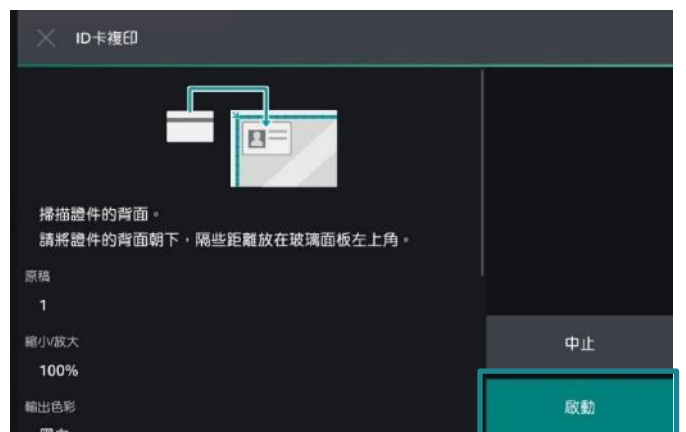 ID卡複印
掃描證件的背面。
請將證件的背面朝下，隔些距離放在玻璃面板左上角。
原稿
1
縮小/放大
100%
輸出色彩
中止
啟動